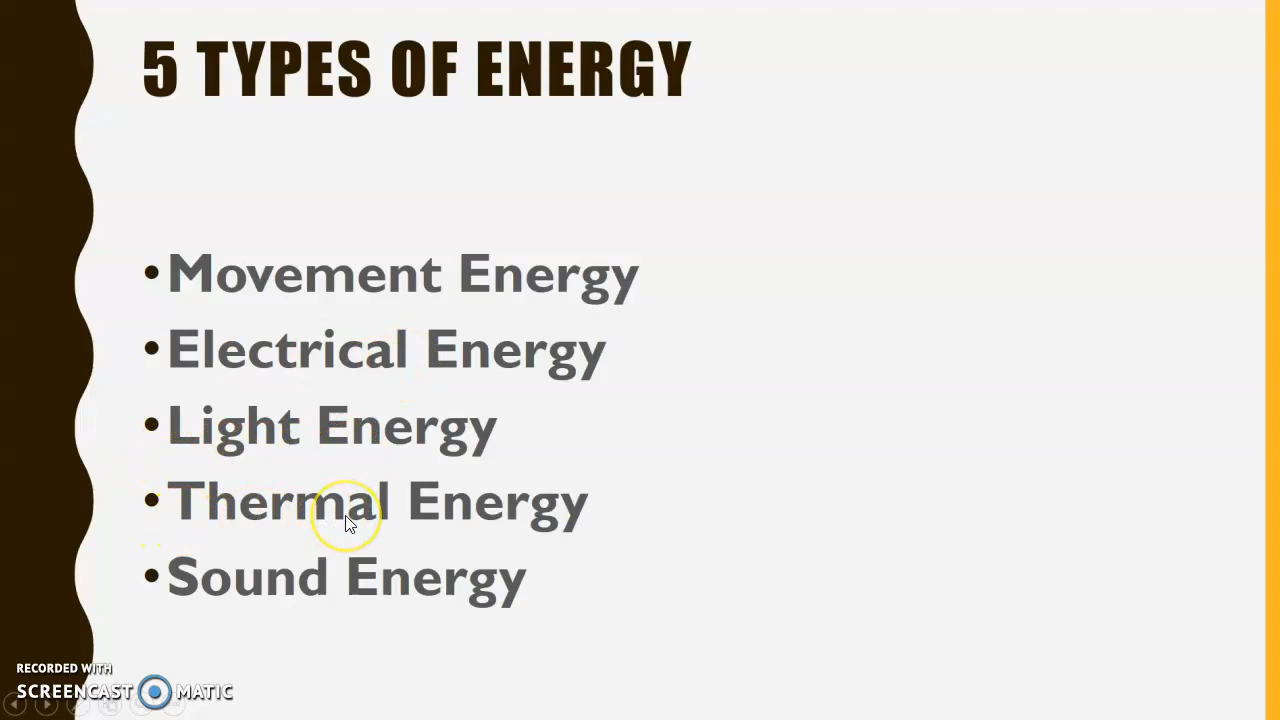 5 TYPES OF ENERGY
•Movement Energy
•Electrical Energy
•Light Energy
•Thermal Energy
•Sound Energy
RECORDED WITH
SCREENCAST MATIC